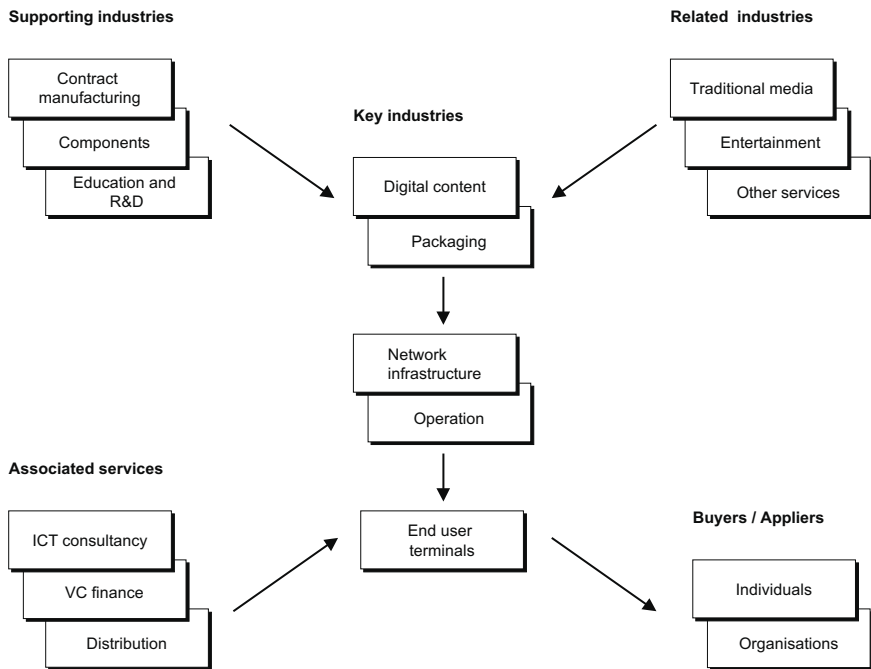 Supporting industries
Contract
manufacturing
Components
Education and
R&D
Related  industries
Traditional media
Entertainment
Other services
Key industries
Digital content
Packaging
Network
infrastructure
Operation
End user
terminals
Associated services
ICT consultancy
VC finance
Distribution
Buyers / Appliers
Individuals
Organisations